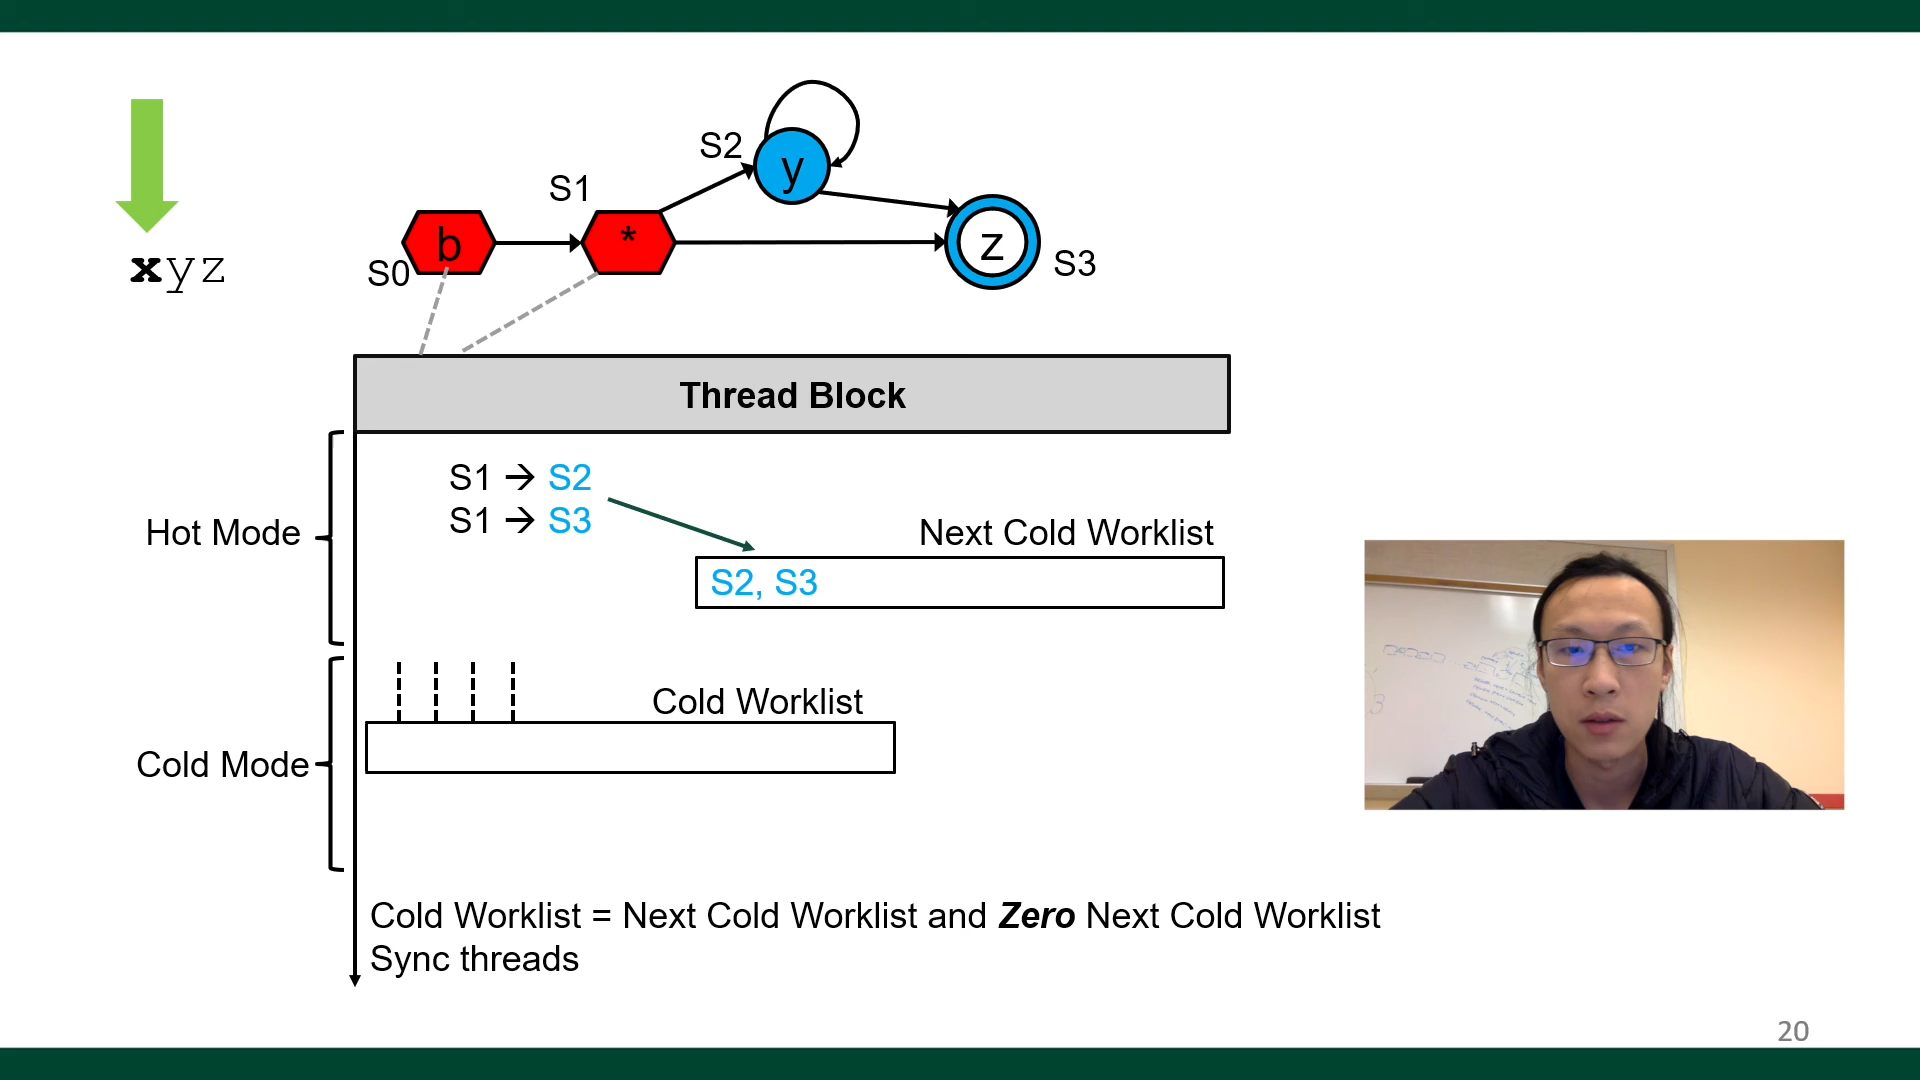 S2
y
S1
b
*
S0
z
S3
xyz
Thread Block
S1 → S2
S1 → S3
Hot Mode
Next Cold Worklist
S2, S3
Cold Worklist
Cold Mode
Cold Worklist = Next Cold Worklist and Zero Next Cold Worklist
Sync threads
20